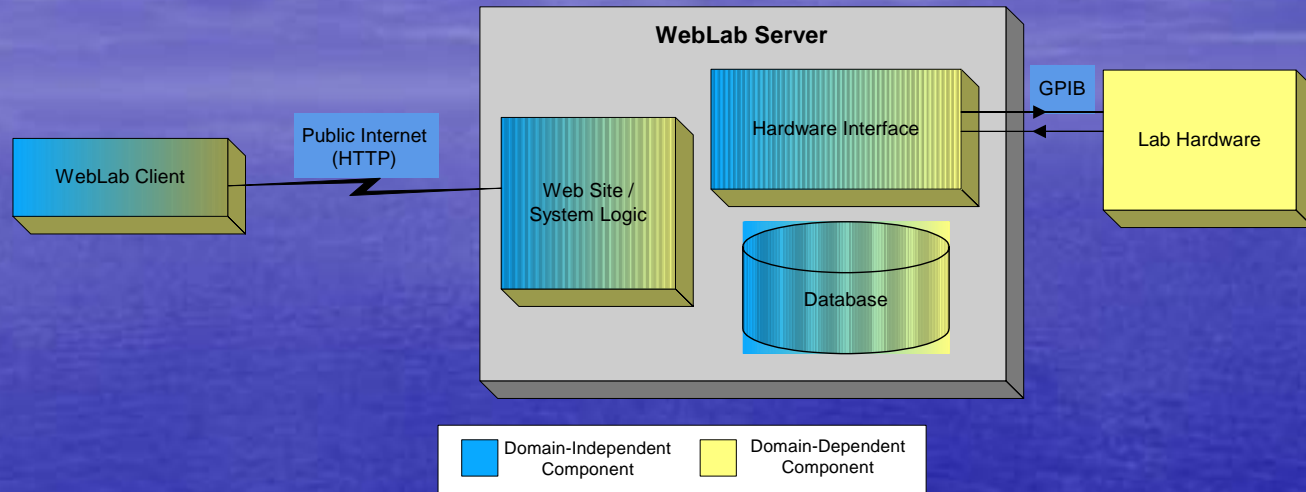 WebLab Server
GPIB
Hardware Interface
Lab Hardware
Public Internet
(HTTP)
WebLab Client
Web Site /
System Logic
Database
Domain-Independent
Component
Domain-Dependent
Component